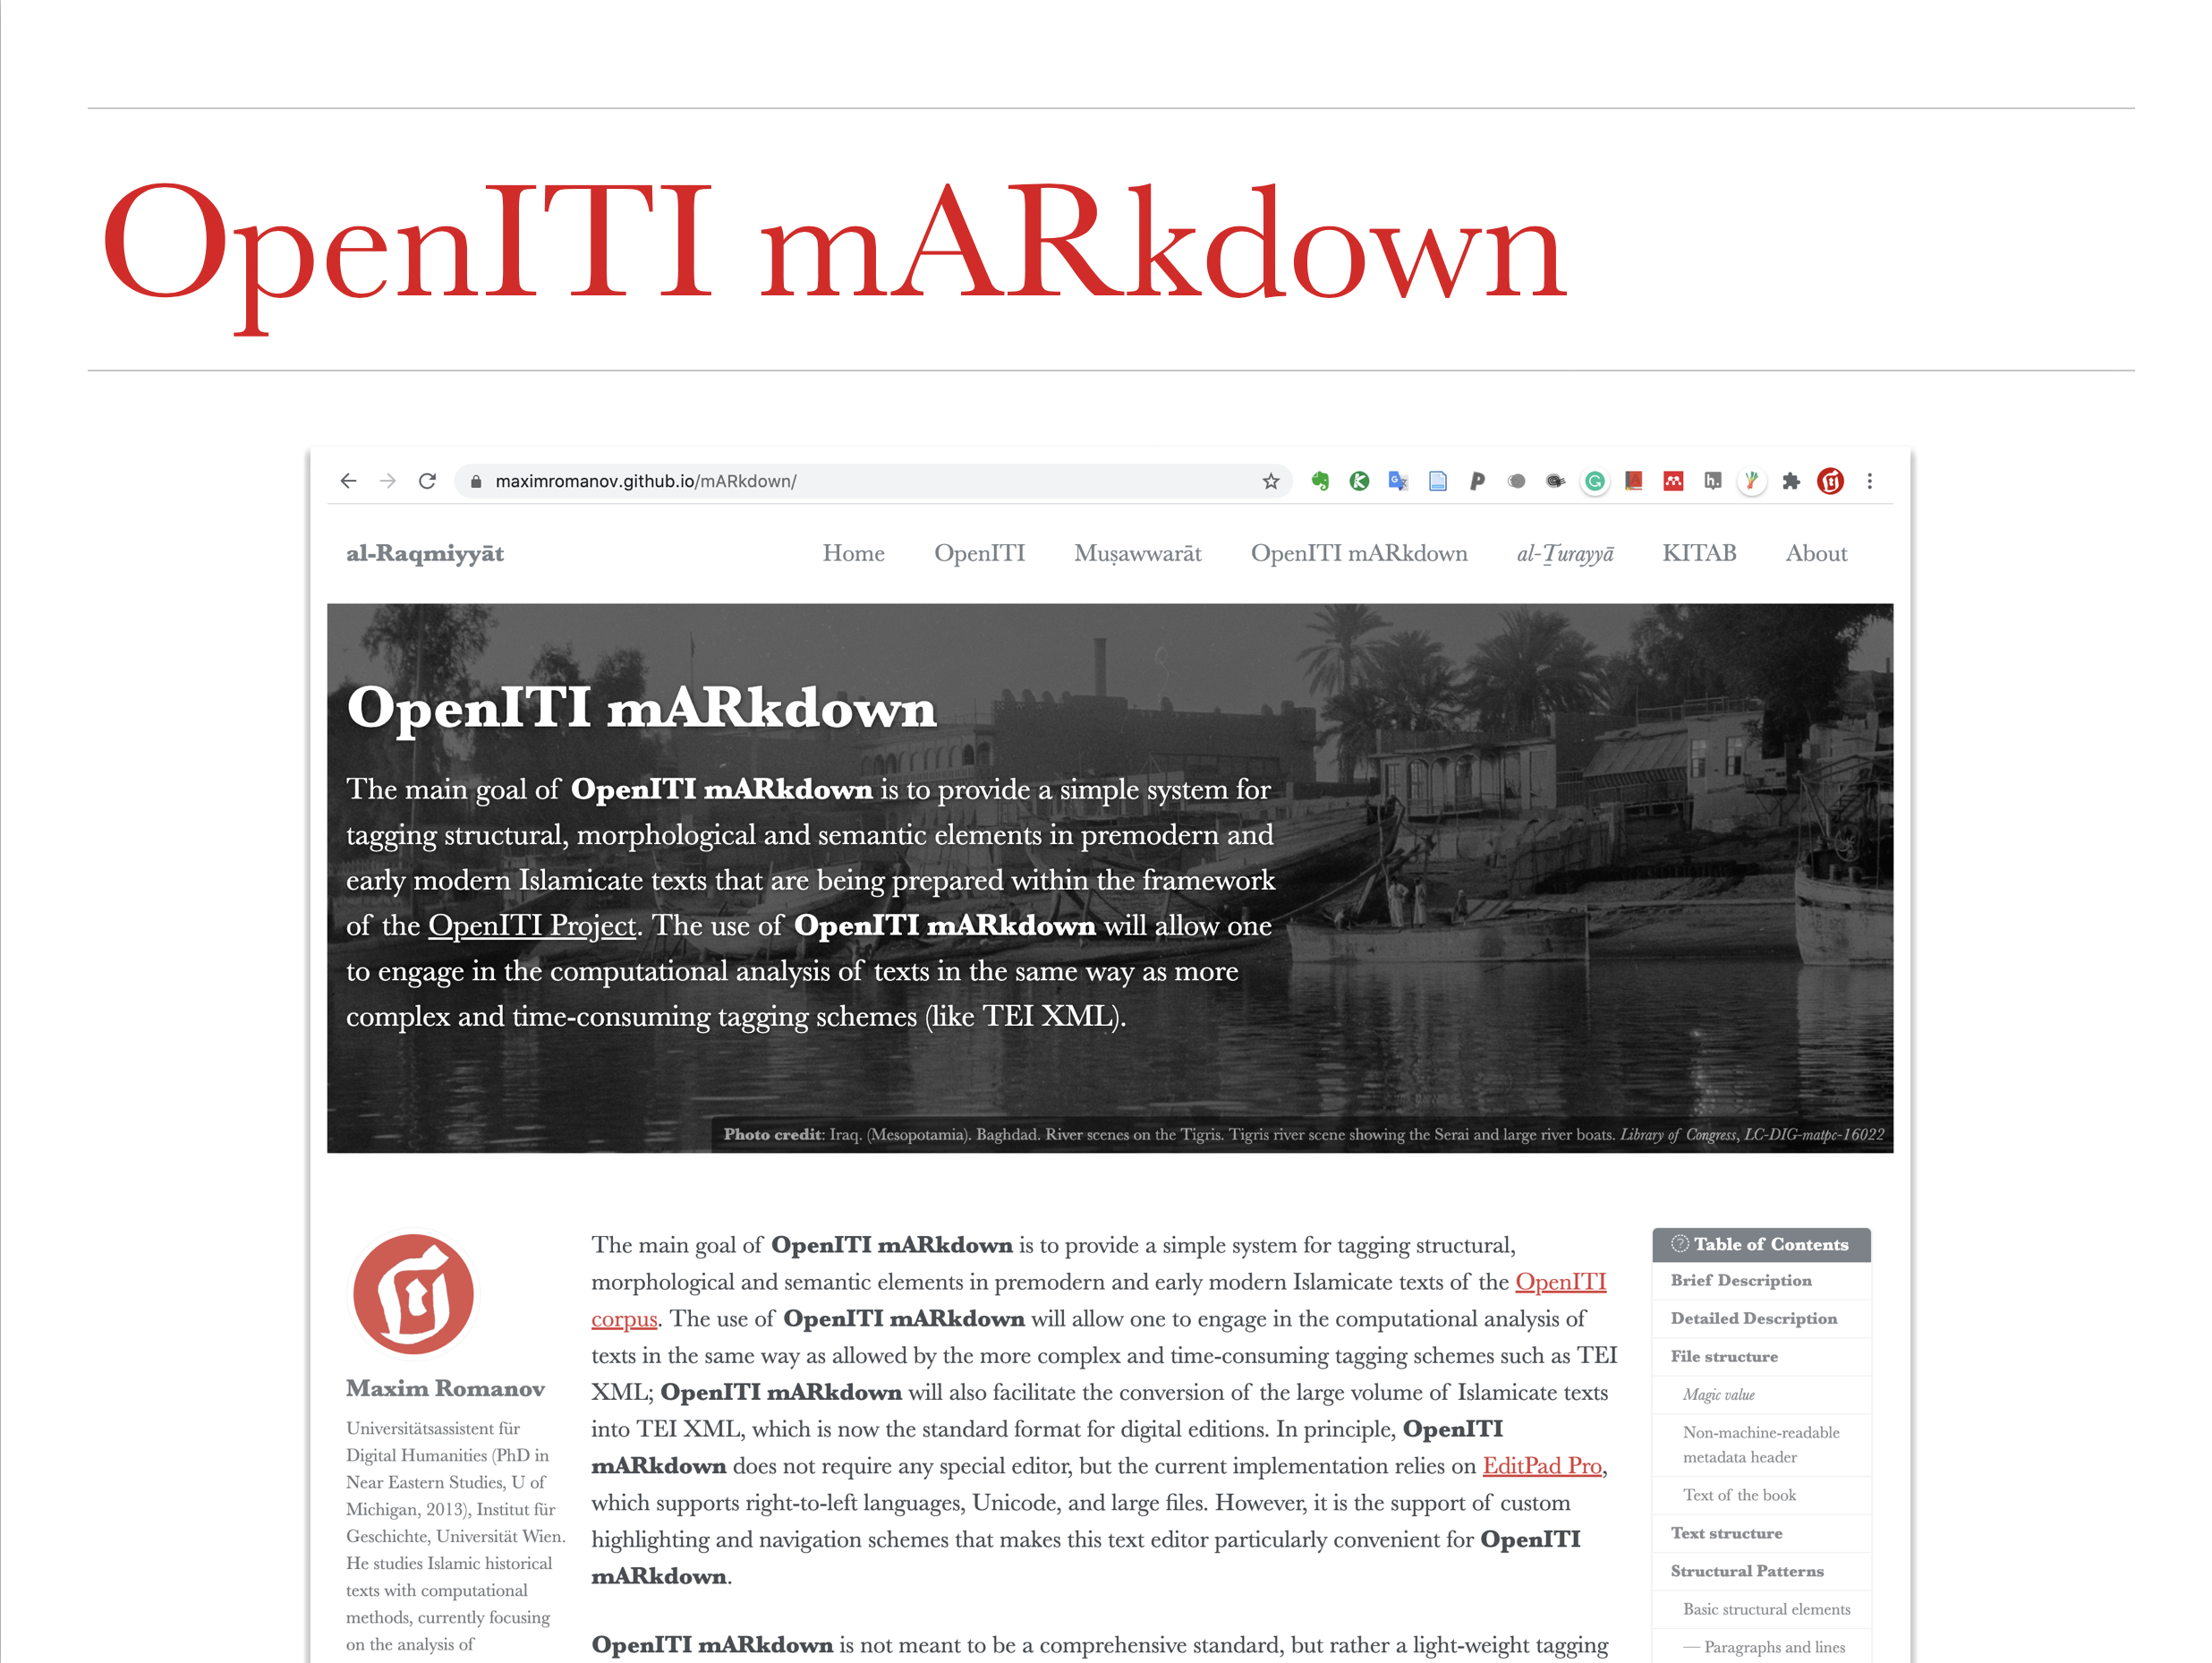 OpenITI mARkdown
maximromanov.github.io/mARkdown/
al-Raqmiyyāt
Home OpenITI Muṣawwarāt OpenITI mARkdown al-Ṯurayyā KITAB About
OpenITI mARkdown
The main goal of OpenITI mARkdown is to provide a simple system for
tagging structural, morphological and semantic elements in premodern and
early modern Islamicate texts that are being prepared within the framework
of the OpenITI Project. The use of OpenITI mARkdown will allow one
to engage in the computational analysis of texts in the same way as more
complex and time-consuming tagging schemes (like TEI XML).
Photo credit: Iraq. (Mesopotamia). Baghdad. River scenes on the Tigris. Tigris river scene showing the Serai and large river boats. Library of Congress, LC-DIG-matpc-16022
Maxim Romanov
Universitätsassistent für
Digital Humanities (PhD in
Near Eastern Studies, U of
Michigan, 2013), Institut für
Geschichte, Universität Wien.
He studies Islamic historical
texts with computational
methods, currently focusing
on the analysis of
The main goal of OpenITI mARkdown is to provide a simple system for tagging structural,
morphological and semantic elements in premodern and early modern Islamicate texts of the OpenITI
corpus. The use of OpenITI mARkdown will allow one to engage in the computational analysis of
texts in the same way as allowed by the more complex and time-consuming tagging schemes such as TEI
XML; OpenITI mARkdown will also facilitate the conversion of the large volume of Islamicate texts
into TEI XML, which is now the standard format for digital editions. In principle, OpenITI
mARkdown does not require any special editor, but the current implementation relies on EditPad Pro,
which supports right-to-left languages, Unicode, and large files. However, it is the support of custom
highlighting and navigation schemes that makes this text editor particularly convenient for OpenITI
mARkdown.
OpenITI mARkdown is not meant to be a comprehensive standard, but rather a light-weight tagging
Table of Contents
Brief Description
Detailed Description
File structure
Magic value
Non-machine-readable
metadata header
Text of the book
Text structure
Structural Patterns
Basic structural elements
— Paragraphs and lines